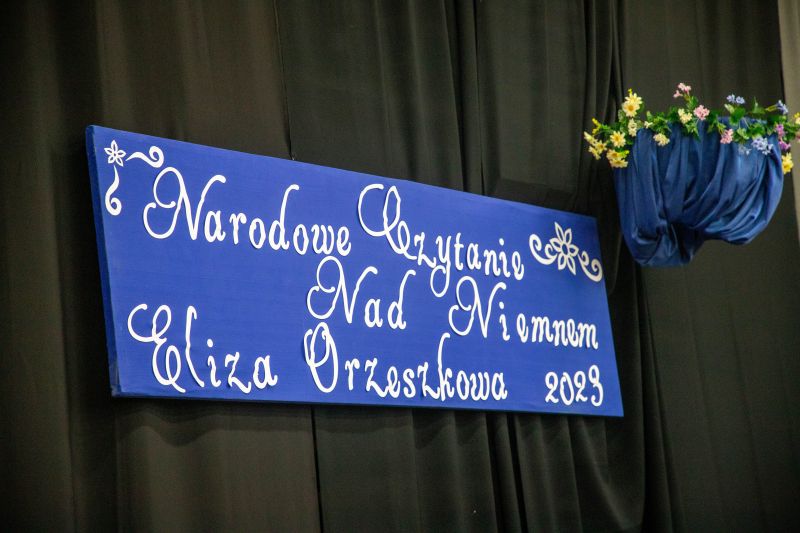 Narodowe Czytanie
Nad Niemnem
Eliza Orzeszkowa 2023